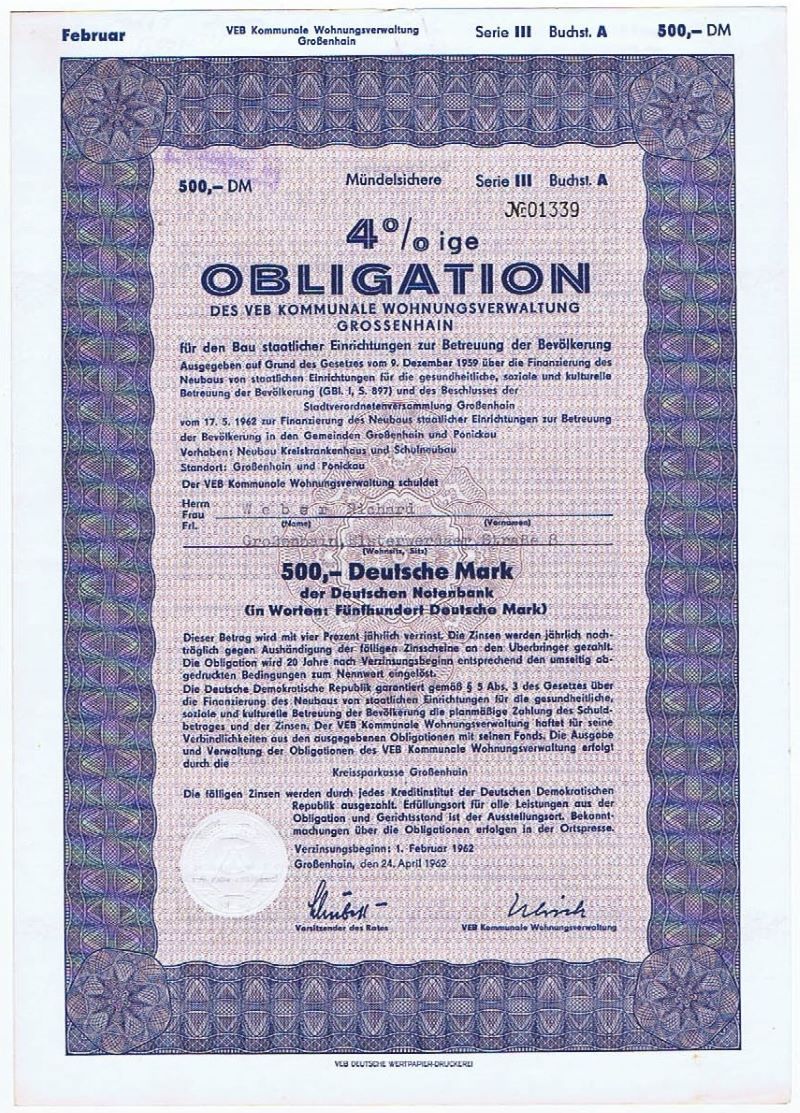 Februar
VEB Kommunale Wohnungsverwaltung
Großenhain
Serie III Buchst. A
500,– DM
500,– DM
Mündelsichere
Serie III Buchst. A
№ 01339
4% ige
OBLIGATION
DES VEB KOMMUNALE WOHNUNGSVERWALTUNG
GROSSENHAIN
für den Bau staatlicher Einrichtungen zur Betreuung der Bevölkerung
Ausgegeben auf Grund des Gesetzes vom 9. Dezember 1959 über die Finanzierung des
Neubaus von staatlichen Einrichtungen für die gesundheitliche, soziale und kulturelle
Betreuung der Bevölkerung (GBl. I, S. 897) und des Beschlusses der
Stadtverordnetenversammlung Großenhain
vom 17. 5. 1962 zur Finanzierung des Neubaus staatlicher Einrichtungen zur Betreuung
der Bevölkerung in den Gemeinden Großenhain und Ponickau
Vorhaben: Neubau Kreiskrankenhaus und Schulneubau
Standort: Großenhain und Ponickau
Der VEB Kommunale Wohnungsverwaltung schuldet
Herrn
Frau
Frl.
Weber Richard
(Name) (Vornamen)
Großenhain, Elsterwerdaer Straße 8
(Wohnsitz, Sitz)
500,– Deutsche Mark
der Deutschen Notenbank
(in Worten: Fünfhundert Deutsche Mark)
Dieser Betrag wird mit vier Prozent jährlich verzinst. Die Zinsen werden jährlich nach-
träglich gegen Aushändigung der fälligen Zinsscheine an den Überbringer gezahlt.
Die Obligation wird 20 Jahre nach Verzinsungsbeginn entsprechend den umseitig ab-
gedruckten Bedingungen zum Nennwert eingelöst.
Die Deutsche Demokratische Republik garantiert gemäß § 5 Abs. 3 des Gesetzes über
die Finanzierung des Neubaus von staatlichen Einrichtungen für die gesundheitliche,
soziale und kulturelle Betreuung der Bevölkerung die planmäßige Zahlung des Schuld-
betrages und der Zinsen. Der VEB Kommunale Wohnungsverwaltung haftet für seine
Verbindlichkeiten aus den ausgegebenen Obligationen mit seinen Fonds. Die Ausgabe
und Verwaltung der Obligationen des VEB Kommunale Wohnungsverwaltung erfolgt
durch die
Kreissparkasse Großenhain
Die fälligen Zinsen werden durch jedes Kreditinstitut der Deutschen Demokratischen
Republik ausgezahlt. Erfüllungsort für alle Leistungen aus der
Obligation und Gerichtsstand ist der Ausstellungsort. Bekannt-
machungen über die Obligationen erfolgen in der Ortspresse.
Verzinsungsbeginn: 1. Februar 1962
Großenhain, den 24. April 1962
Vorsitzender des Rates
VEB Kommunale Wohnungsverwaltung
VEB DEUTSCHE WERTPAPIER-DRUCKEREI